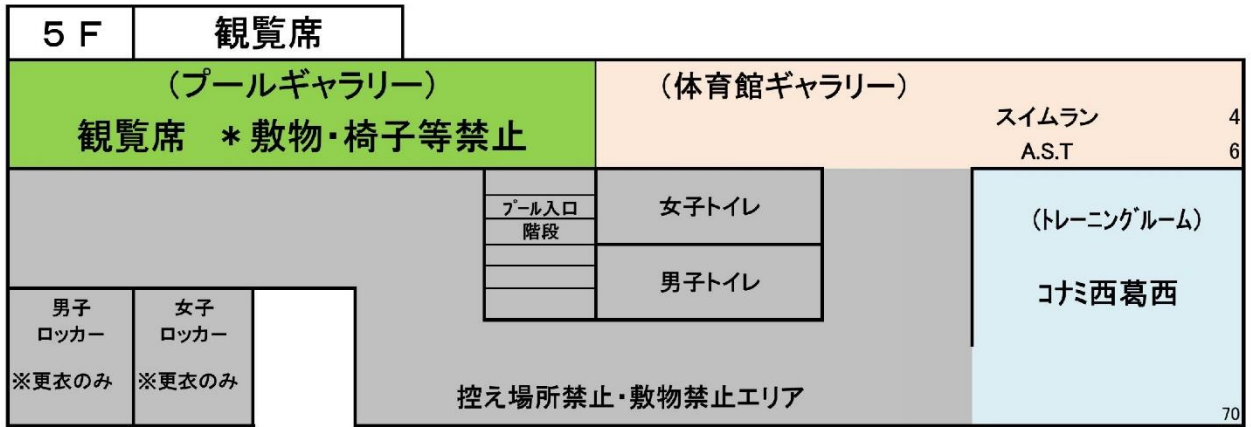 5F 観覧席
(プールギャラリー)
観覧席 *敷物・椅子等禁止
(体育館ギャラリー)
スイムラン 4
A.S.T 6
プール入口
階段
女子トイレ
男子トイレ
(トレーニングルーム)
コナミ西葛西
70
男子
ロッカー
※更衣のみ
女子
ロッカー
※更衣のみ
控え場所禁止・敷物禁止エリア